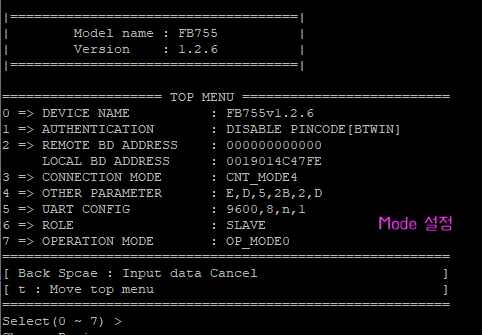 |====================================|
|        Model name : FB755          |
|        Version    : 1.2.6          |
|====================================|
==================== TOP MENU ==========================
0 => DEVICE NAME          : FB755v1.2.6
1 => AUTHENTICATION       : DISABLE PINCODE[BTWIN]
2 => REMOTE BD ADDRESS    : 000000000000
     LOCAL BD ADDRESS     : 0019014C47FE
3 => CONNECTION MODE      : CNT_MODE4
4 => OTHER PARAMETER      : E,D,5,2B,2,D
5 => UART CONFIG          : 9600,8,n,1
6 => ROLE                 : SLAVE
Mode 설정
7 => OPERATION MODE       : OP_MODE0
========================================================
[ Back Spcae : Input data Cancel                       ]
[ t : Move top menu                                    ]
========================================================
Select(0 ~ 7) >